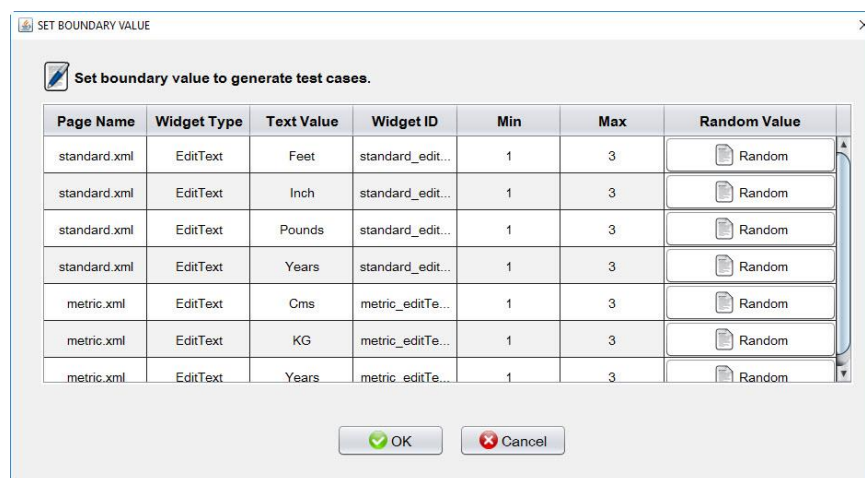 SET BOUNDARY VALUE
Set boundary value to generate test cases.
Page Name Widget Type Text Value Widget ID Min Max Random Value
standard.xml EditText Feet standard_edit... 1 3 Random
standard.xml EditText Inch standard_edit... 1 3 Random
standard.xml EditText Pounds standard_edit... 1 3 Random
standard.xml EditText Years standard_edit... 1 3 Random
metric.xml EditText Cms metric_editTe... 1 3 Random
metric.xml EditText KG metric_editTe... 1 3 Random
metric.xml EditText Years metric_editTe... 1 3 Random
OK Cancel